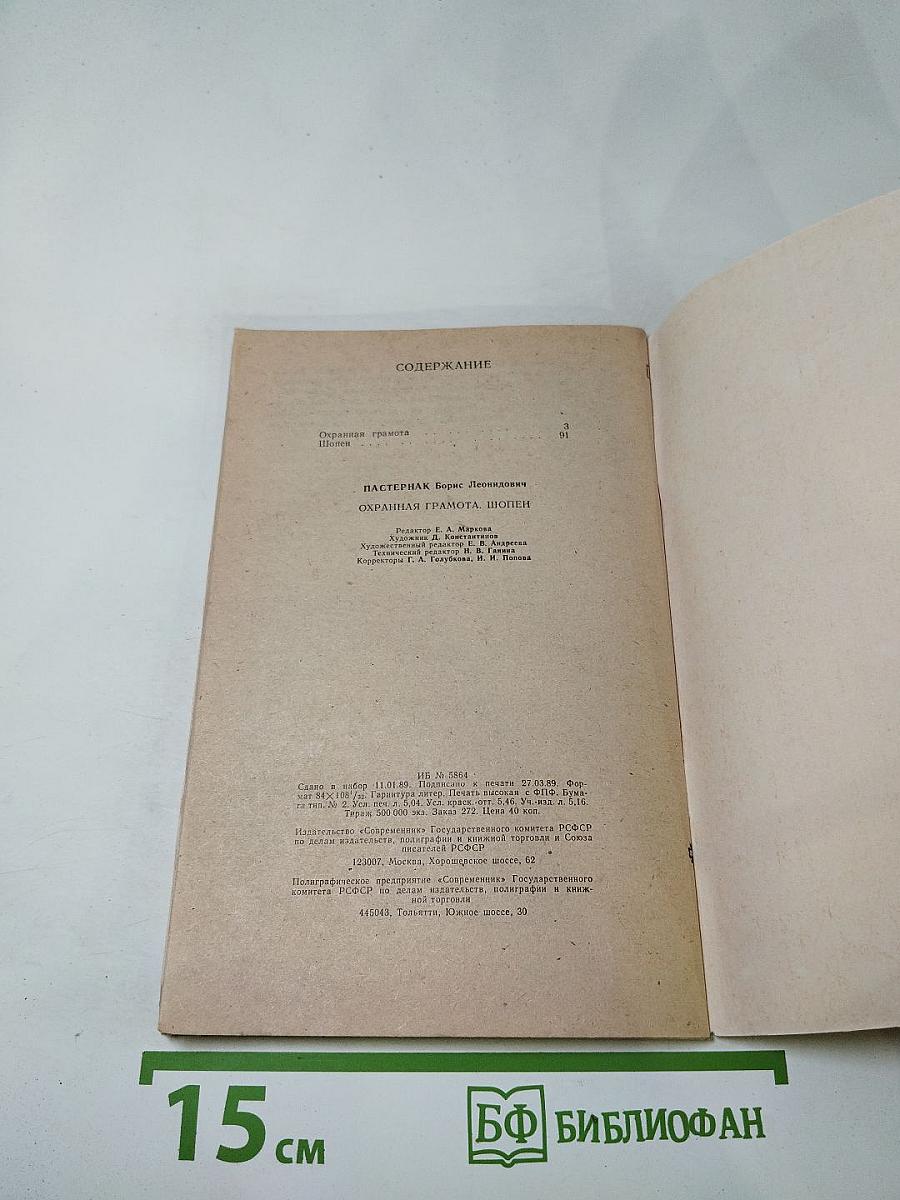 СОДЕРЖАНИЕ
Охранная грамота . . . . . . . . . . 3
Шопен . . . . . . . . . . . . . 91
ПАСТЕРНАК Борис Леонидович
ОХРАННАЯ ГРАМОТА. ШОПЕН
Редактор Е. А. Маркова
Художник Д. Константинов
Художественный редактор Е. В. Андреева
Технический редактор Н. В. Ганина
Корректоры Г. А. Голубкова, И. И. Попова
ИБ № 5864
Сдано в набор 11.01.89. Подписано к печати 27.03.89. Фор-
мат 84×108¹/₃₂. Гарнитура литер. Печать высокая с ФПФ. Бума-
га тип. № 2. Усл. печ. л. 5,04. Усл. краск.-отт. 5,46. Уч.-изд. л. 5,16.
Тираж 500 000 экз. Заказ 272. Цена 40 коп.
Издательство «Современник» Государственного комитета РСФСР
по делам издательств, полиграфии и книжной торговли и Союза
писателей РСФСР
123007, Москва, Хорошевское шоссе, 62
Полиграфическое предприятие «Современник» Государственного
комитета РСФСР по делам издательств, полиграфии и книж-
ной торговли
445043, Тольятти, Южное шоссе, 30
15 см
БФ БИБЛИОФАН